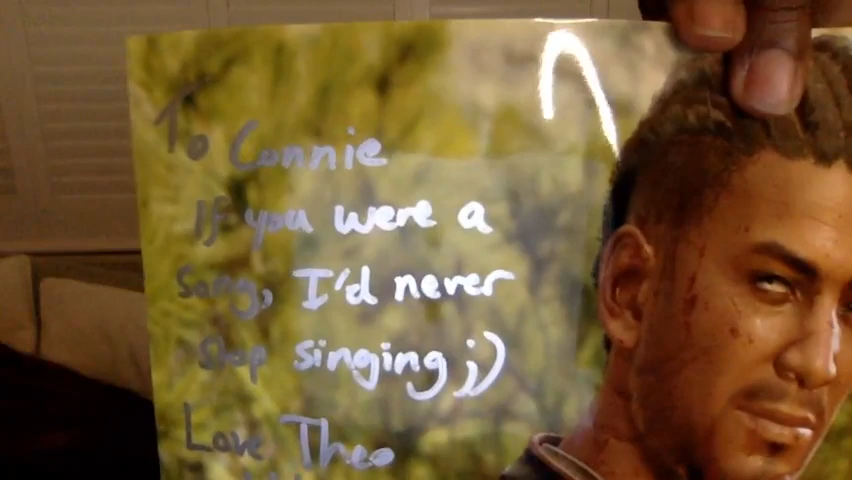 To Connie
If you were a
song, I'd never
stop singing ;)
Love Theo